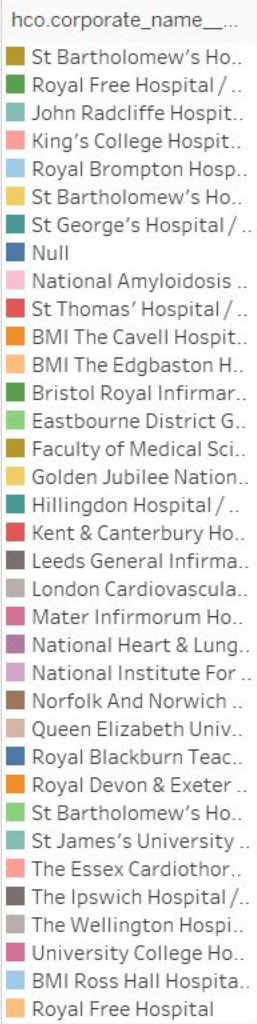 hco.corporate_name__...
St Bartholomew's Ho..
Royal Free Hospital / ..
John Radcliffe Hospit..
King's College Hospit..
Royal Brompton Hosp..
St Bartholomew's Ho..
St George's Hospital / ..
Null
National Amyloidosis ..
St Thomas' Hospital / ..
BMI The Cavell Hospit..
BMI The Edgbaston H..
Bristol Royal Infirmar..
Eastbourne District G..
Faculty of Medical Sci..
Golden Jubilee Nation..
Hillingdon Hospital / ..
Kent & Canterbury Ho..
Leeds General Infirma..
London Cardiovascula..
Mater Infirmorum Ho..
National Heart & Lung..
National Institute For ..
Norfolk And Norwich ..
Queen Elizabeth Univ..
Royal Blackburn Teac..
Royal Devon & Exeter ..
St Bartholomew's Ho..
St James's University ..
The Essex Cardiothor..
The Ipswich Hospital /..
The Wellington Hospi..
University College Ho..
BMI Ross Hall Hospita..
Royal Free Hospital